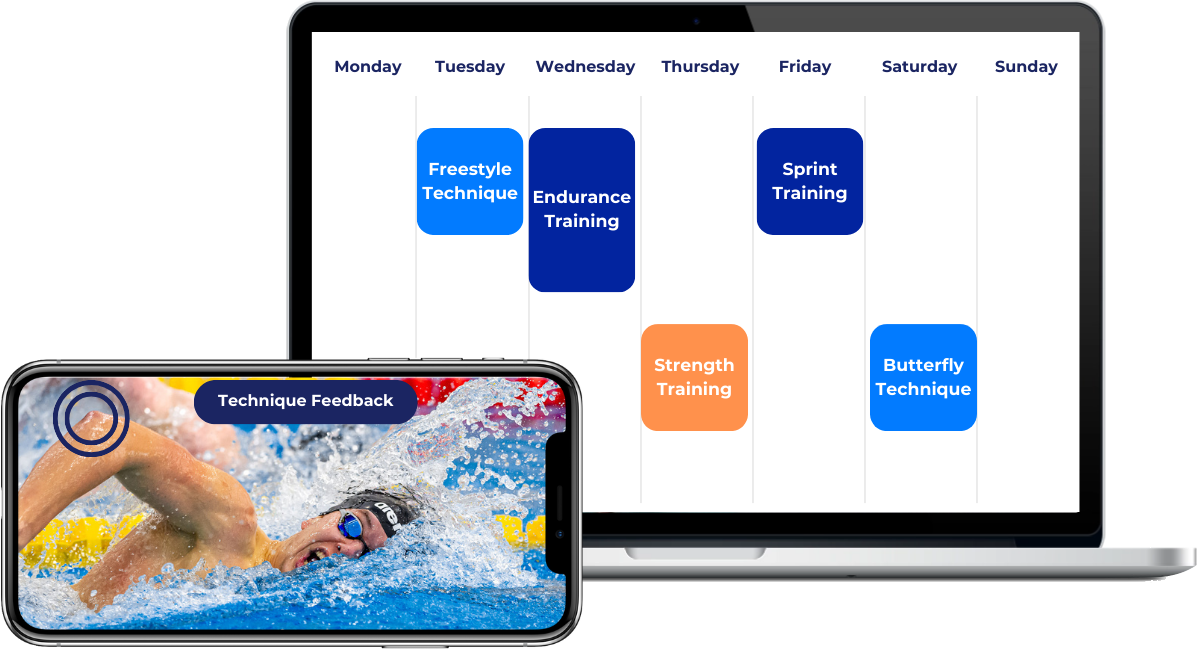 Monday Tuesday Wednesday Thursday Friday Saturday Sunday
Freestyle
Technique
Endurance
Training
Sprint
Training
Strength
Training
Butterfly
Technique
Technique Feedback